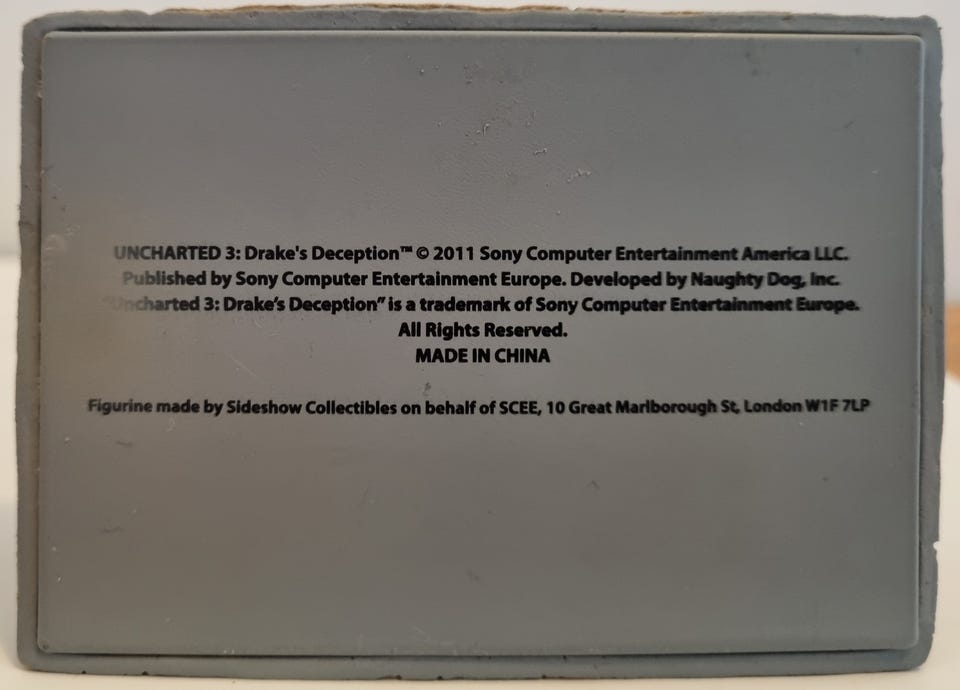 UNCHARTED 3: Drake's Deception™ © 2011 Sony Computer Entertainment America LLC.
Published by Sony Computer Entertainment Europe. Developed by Naughty Dog, Inc.
“Uncharted 3: Drake’s Deception” is a trademark of Sony Computer Entertainment Europe.
All Rights Reserved.
MADE IN CHINA
Figurine made by Sideshow Collectibles on behalf of SCEE, 10 Great Marlborough St, London W1F 7LP